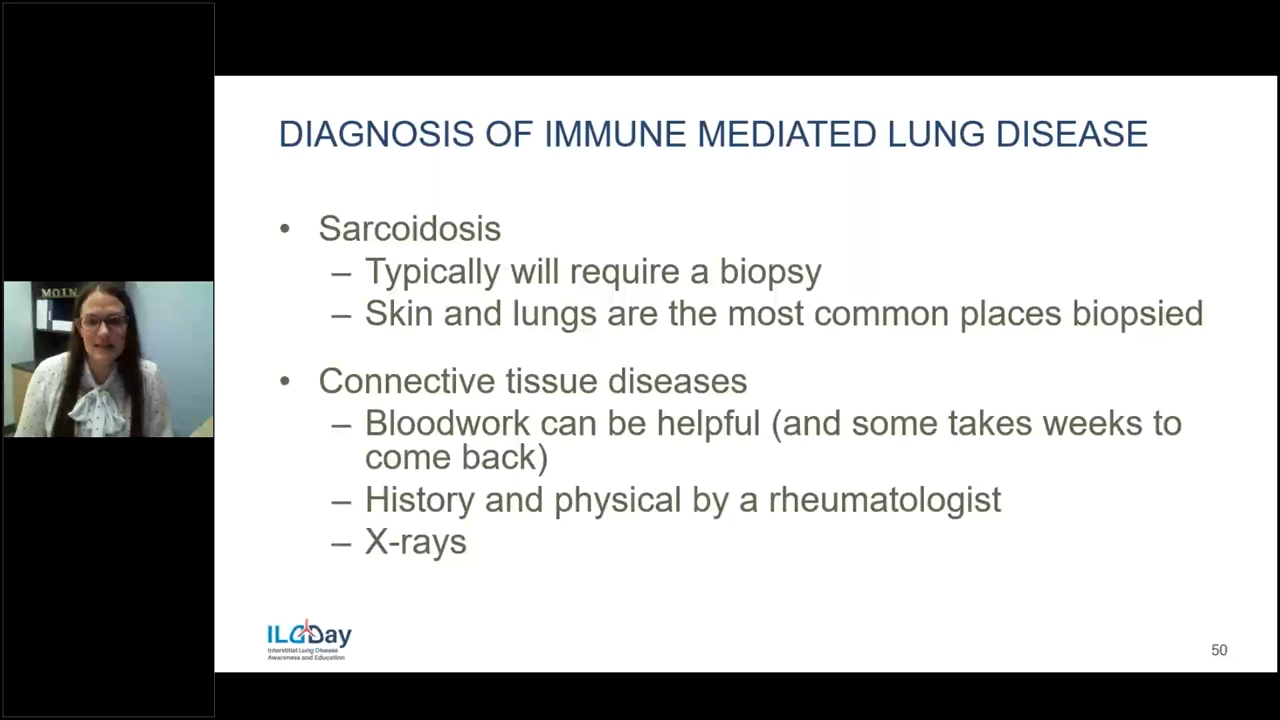 DIAGNOSIS OF IMMUNE MEDIATED LUNG DISEASE
• Sarcoidosis
– Typically will require a biopsy
– Skin and lungs are the most common places biopsied
• Connective tissue diseases
– Bloodwork can be helpful (and some takes weeks to
come back)
– History and physical by a rheumatologist
– X-rays
ILDDay
Interstitial Lung Disease
Awareness and Education
50